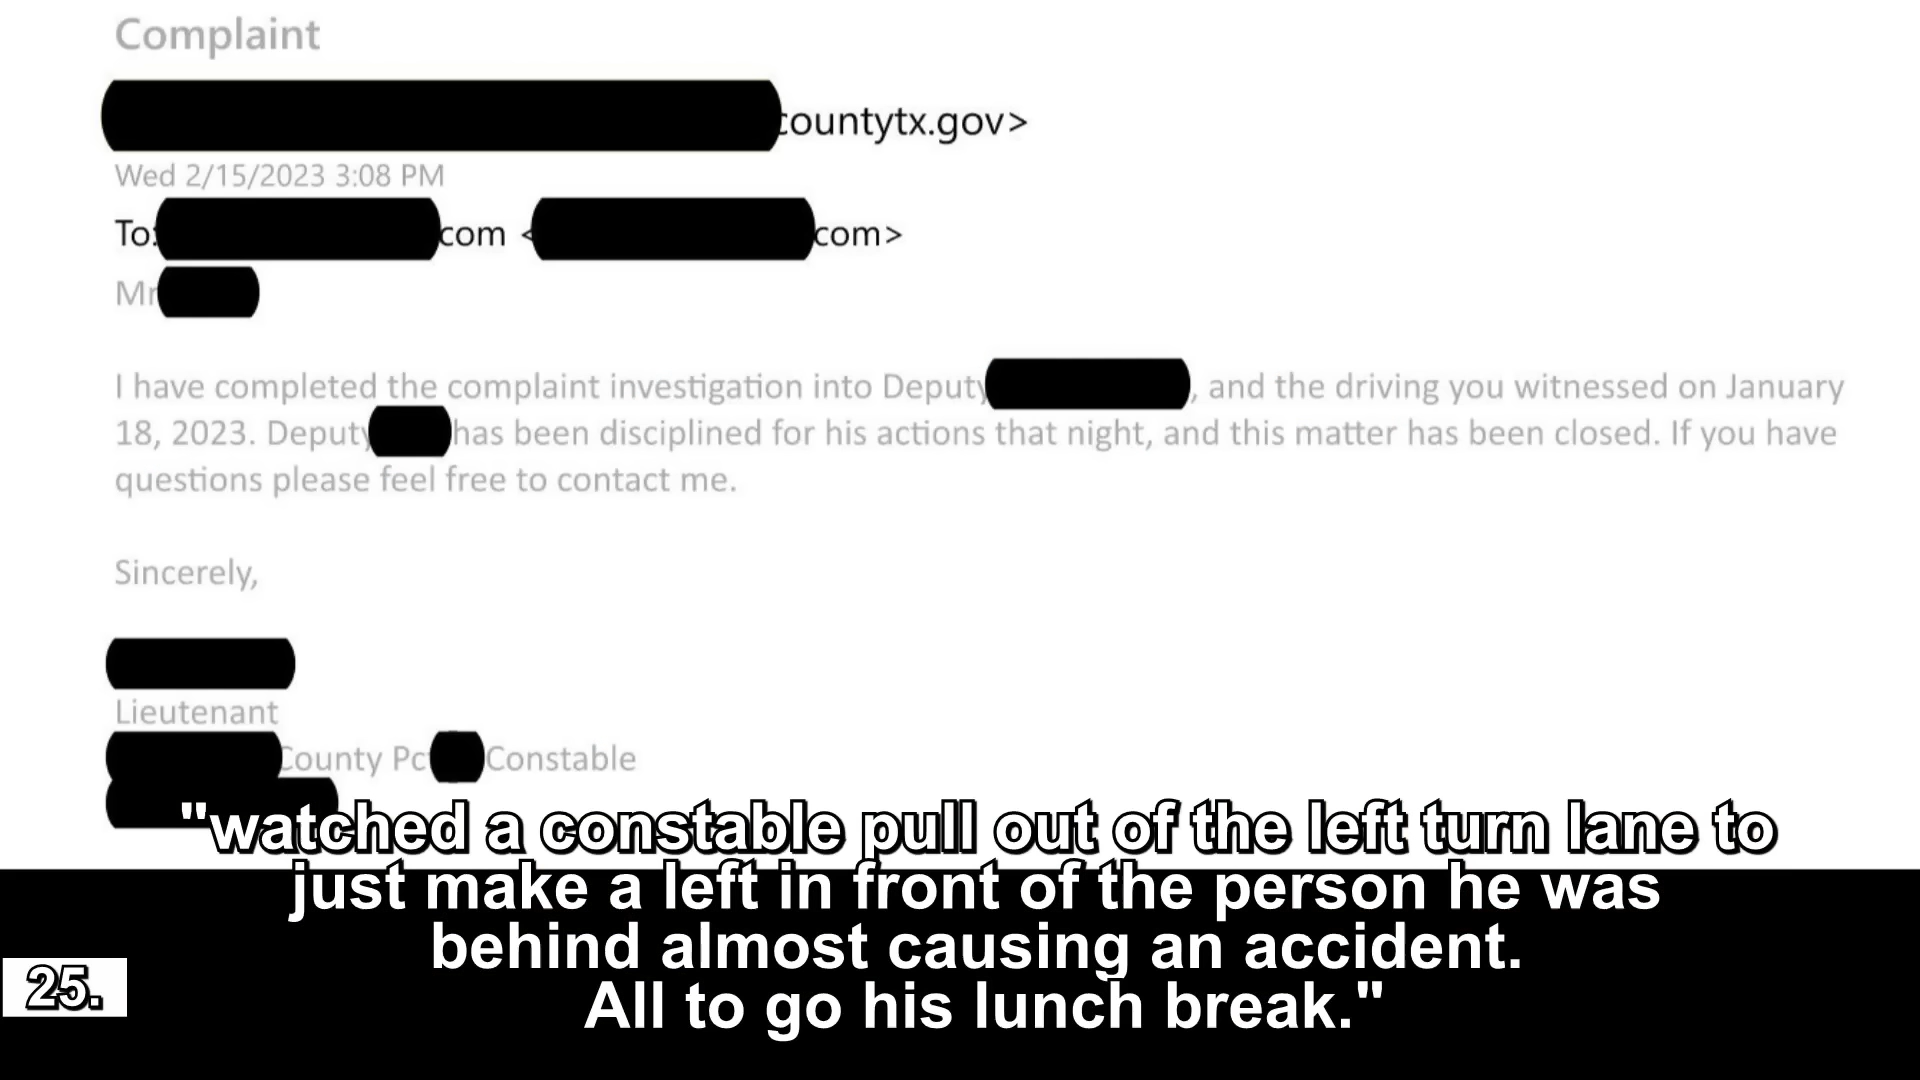 Complaint
countytx.gov>
Wed 2/15/2023 3:08 PM
To: com < com>
Mr
I have completed the complaint investigation into Deputy , and the driving you witnessed on January
18, 2023. Deputy has been disciplined for his actions that night, and this matter has been closed. If you have
questions please feel free to contact me.
Sincerely,
Lieutenant
County Pct Constable
"watched a constable pull out of the left turn lane to
just make a left in front of the person he was
behind almost causing an accident.
All to go his lunch break."
25.